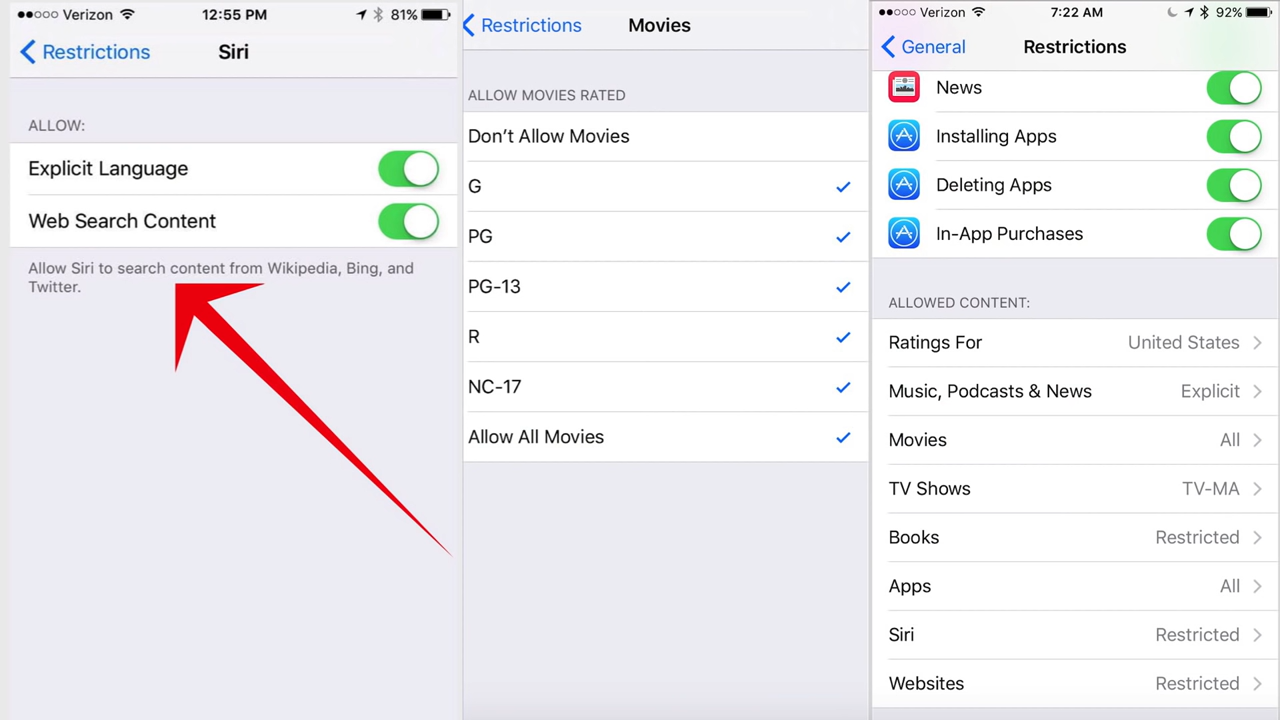 Verizon 12:55 PM 81%
Restrictions Siri
ALLOW:
Explicit Language
Web Search Content
Allow Siri to search content from Wikipedia, Bing, and
Twitter.
Restrictions Movies
ALLOW MOVIES RATED
Don't Allow Movies
G
PG
PG-13
R
NC-17
Allow All Movies
Verizon 7:22 AM 92%
General Restrictions
News
Installing Apps
Deleting Apps
In-App Purchases
ALLOWED CONTENT:
Ratings For United States
Music, Podcasts & News Explicit
Movies All
TV Shows TV-MA
Books Restricted
Apps All
Siri Restricted
Websites Restricted